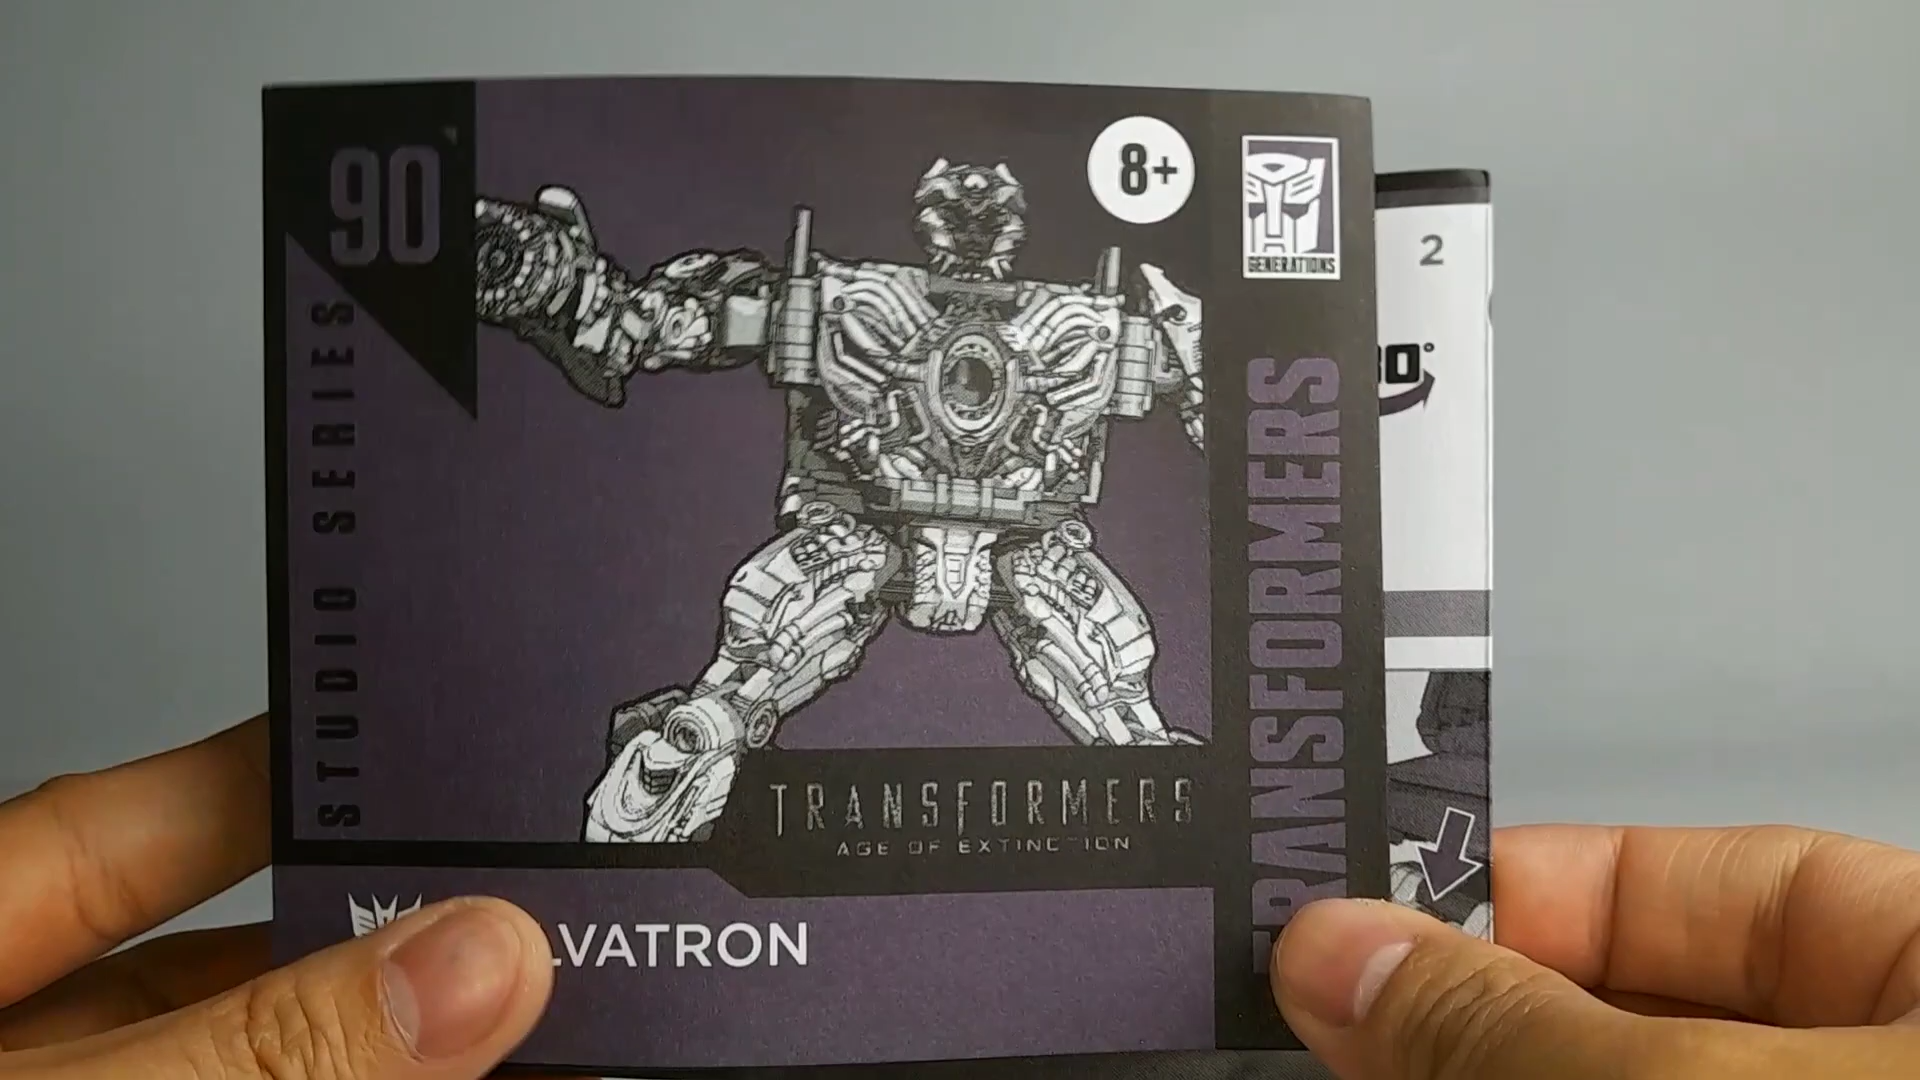 90
STUDIO SERIES
8+
GENERATIONS
TRANSFORMERS
2
TRANSFORMERS
AGE OF EXTINCTION
LVATRON